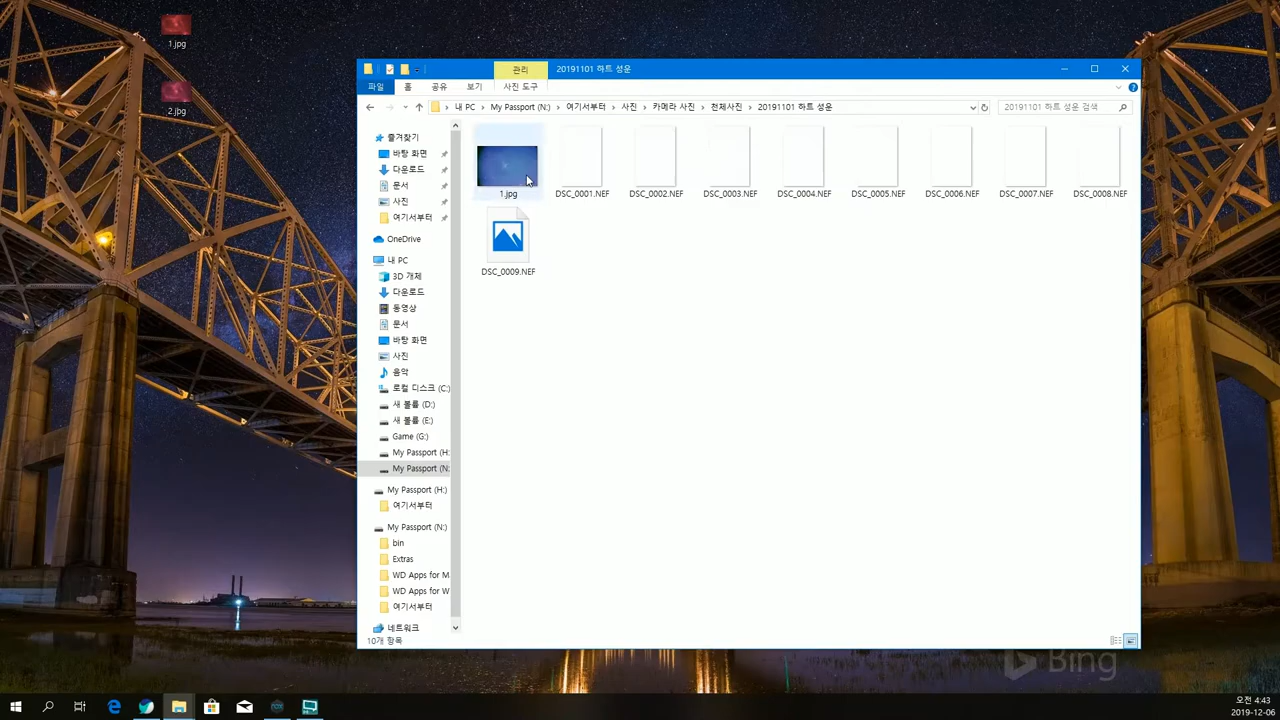 1.jpg
2.jpg
관리
20191101 하트 성운
파일
홈
공유
보기
사진 도구
내 PC
My Passport (N:)
여기서부터
사진
카메라 사진
천체사진
20191101 하트 성운
20191101 하트 성운 검색
즐겨찾기
바탕 화면
다운로드
문서
사진
여기서부터
OneDrive
내 PC
3D 개체
다운로드
동영상
문서
바탕 화면
사진
음악
로컬 디스크 (C:)
새 볼륨 (D:)
새 볼륨 (E:)
Game (G:)
My Passport (H:
My Passport (N:
My Passport (H:)
여기서부터
My Passport (N:)
bin
Extras
WD Apps for M
WD Apps for W
여기서부터
네트워크
1.jpg
DSC_0001.NEF
DSC_0002.NEF
DSC_0003.NEF
DSC_0004.NEF
DSC_0005.NEF
DSC_0006.NEF
DSC_0007.NEF
DSC_0008.NEF
DSC_0009.NEF
10개 항목
Bing
오전 4:43
2019-12-06